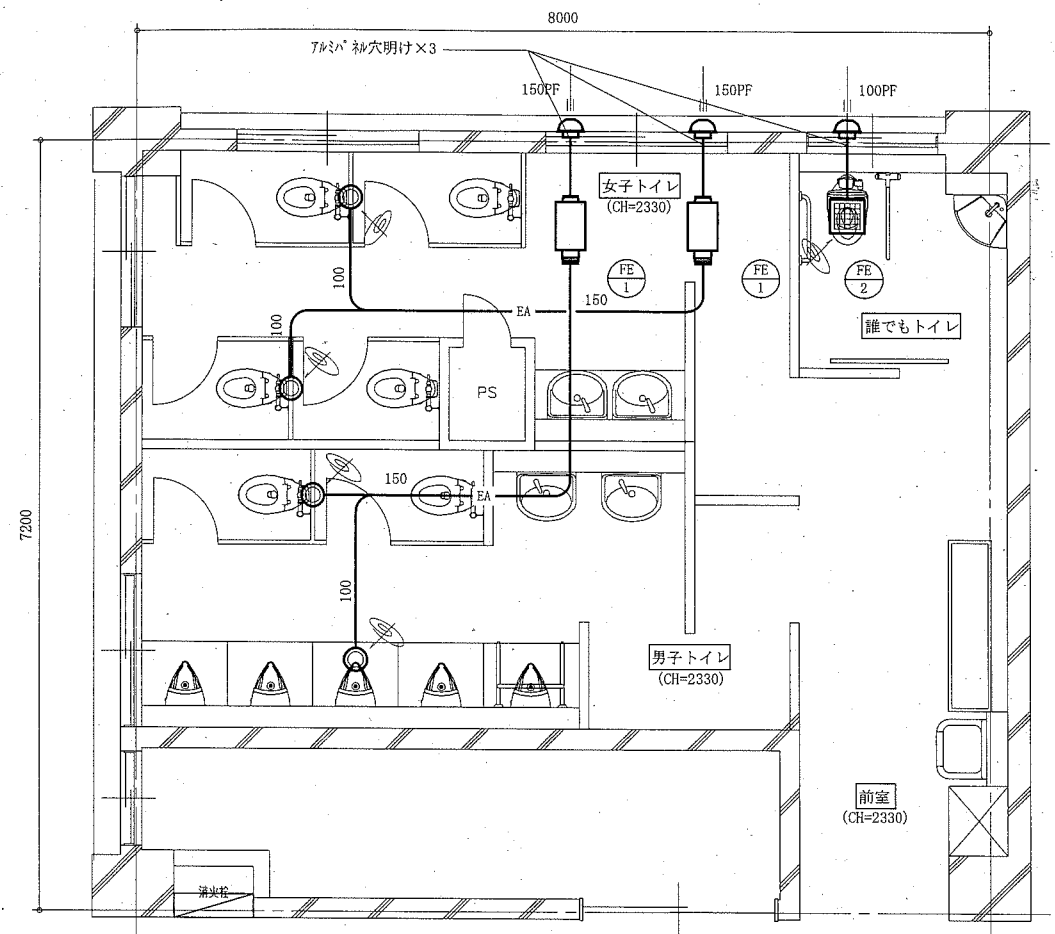 8000
アルミパネル穴明け×3
150PF
150PF
100PF
女子トイレ
(CH=2330)
FE
1
FE
1
FE
2
100
EA
150
100
誰でもトイレ
PS
150
EA
7200
100
男子トイレ
(CH=2330)
前室
(CH=2330)
消火栓